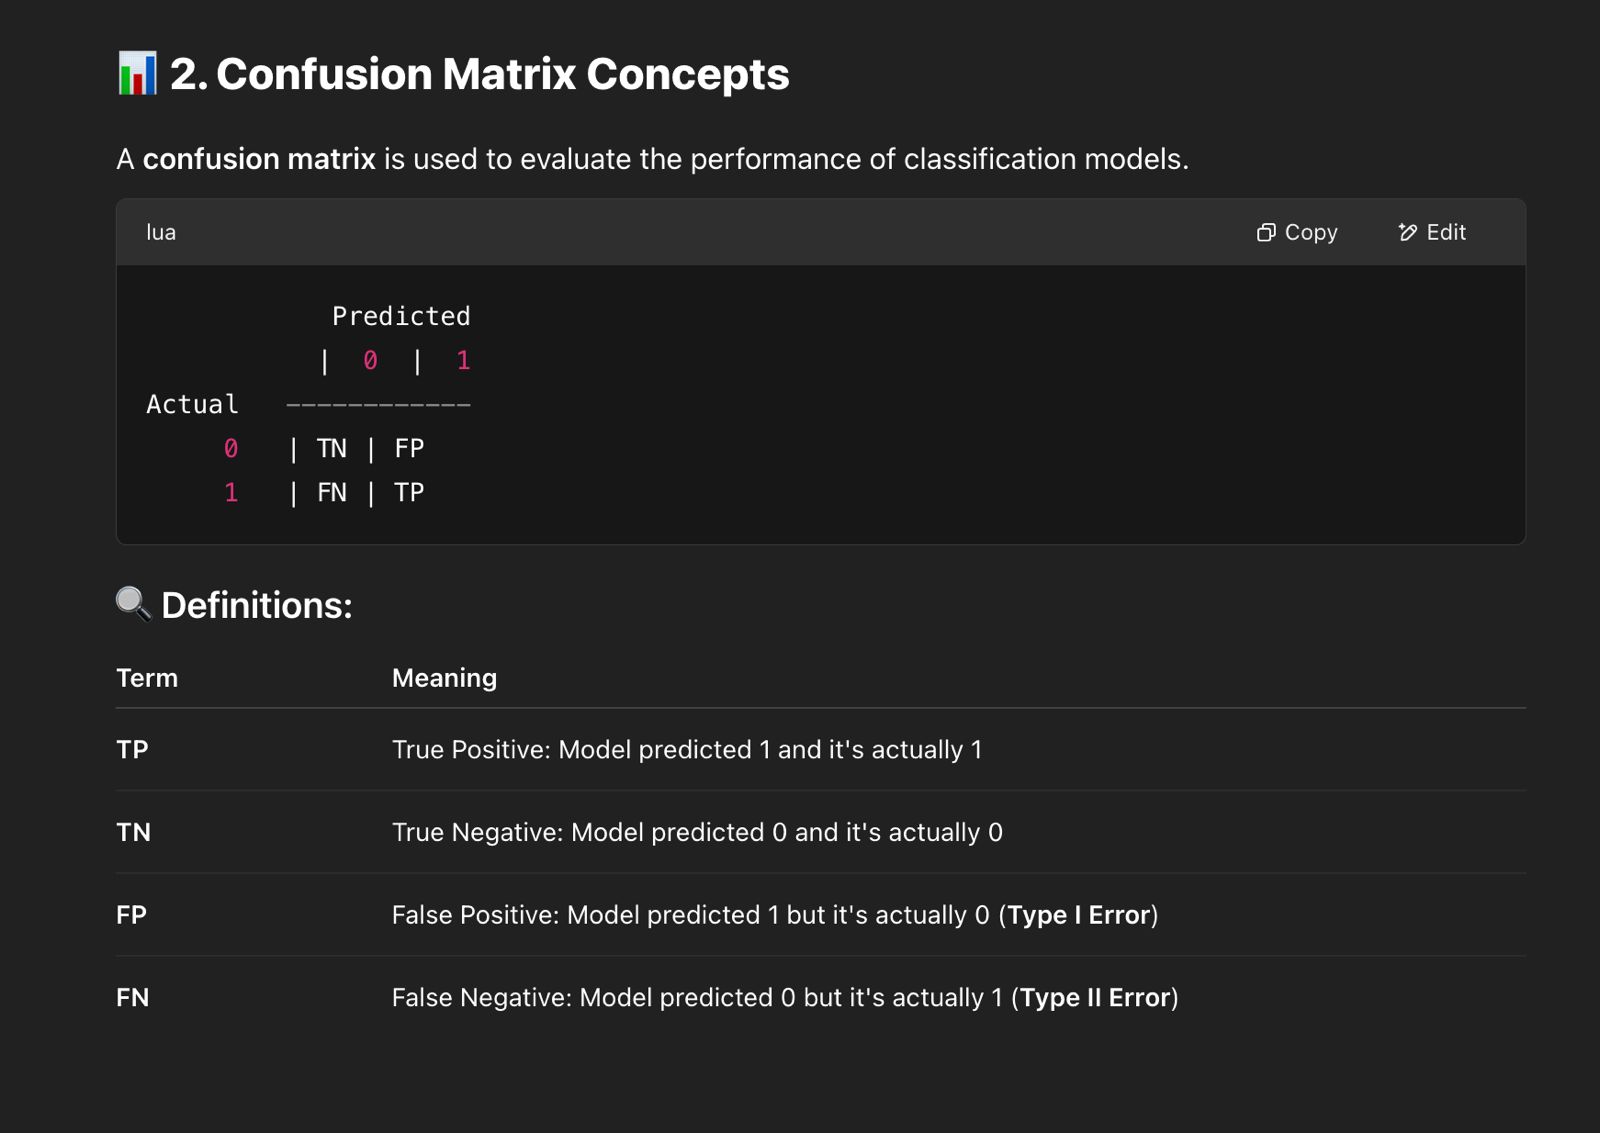 📊 2. Confusion Matrix Concepts
A confusion matrix is used to evaluate the performance of classification models.
lua Copy Edit
Predicted
| 0 | 1
Actual ------------
0 | TN | FP
1 | FN | TP
🔍 Definitions:
Term Meaning
TP True Positive: Model predicted 1 and it's actually 1
TN True Negative: Model predicted 0 and it's actually 0
FP False Positive: Model predicted 1 but it's actually 0 (Type I Error)
FN False Negative: Model predicted 0 but it's actually 1 (Type II Error)